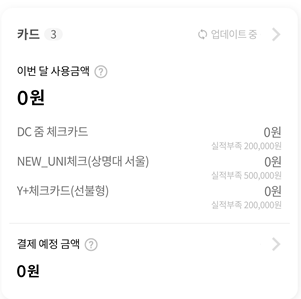 카드 3 업데이트 중
이번 달 사용금액 ?
0원
DC 줌 체크카드 0원
실적부족 200,000원
NEW_UNI체크(상명대 서울) 0원
실적부족 500,000원
Y+체크카드(선불형) 0원
실적부족 200,000원
결제 예정 금액 ?
0원